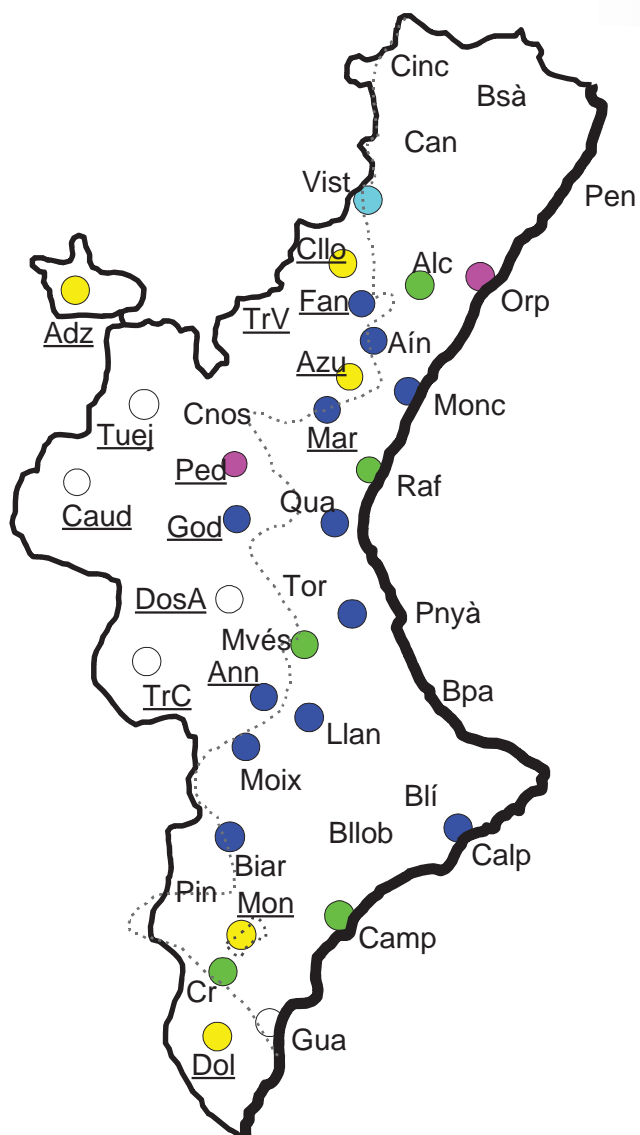 Cinc
Bsà
Can
Vist
Pen
Cllo
Alc
Fan
TrV
Orp
Adz
Aín
Azu
Monc
Cnos
Mar
Tuej
Ped
Raf
Caud
Qua
God
Tor
DosA
Pnyà
Mvés
Ann
TrC
Bpa
Llan
Moix
Blí
Bllob
Calp
Biar
Pin
Mon
Camp
Cr
Gua
Dol